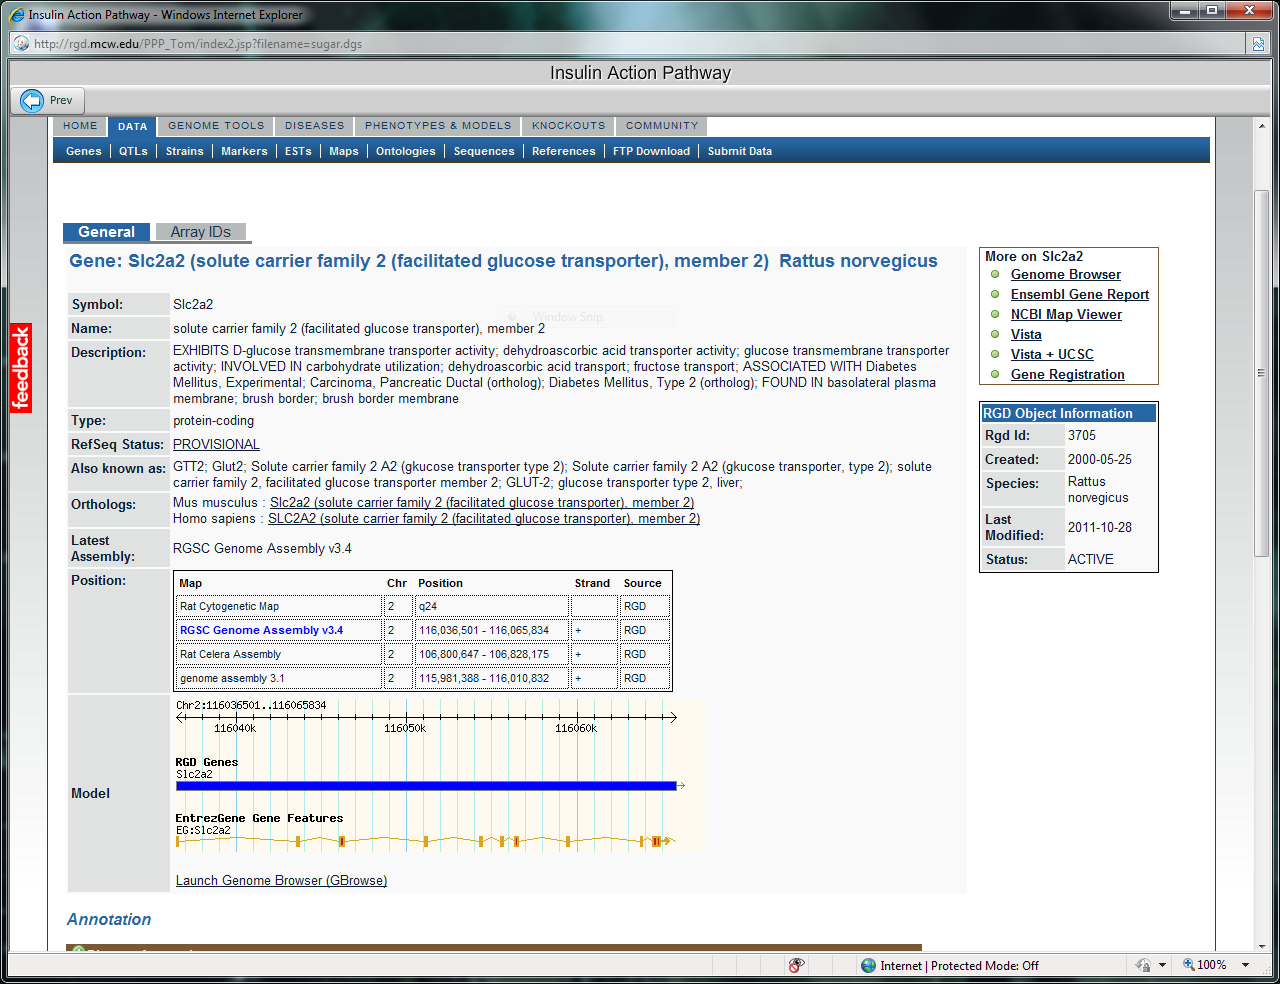 Insulin Action Pathway - Windows Internet Explorer
http://rgd.mcw.edu/PPP_Tom/index2.jsp?filename=sugar.dgs
Insulin Action Pathway
Prev
HOME DATA GENOME TOOLS DISEASES PHENOTYPES & MODELS KNOCKOUTS COMMUNITY
Genes QTLs Strains Markers ESTs Maps Ontologies Sequences References FTP Download Submit Data
General Array IDs
Gene: Slc2a2 (solute carrier family 2 (facilitated glucose transporter), member 2) Rattus norvegicus
Symbol: Slc2a2
Window Snip
Name: solute carrier family 2 (facilitated glucose transporter), member 2
Description: EXHIBITS D-glucose transmembrane transporter activity; dehydroascorbic acid transporter activity; glucose transmembrane transporter
activity; INVOLVED IN carbohydrate utilization; dehydroascorbic acid transport; fructose transport; ASSOCIATED WITH Diabetes
Mellitus, Experimental; Carcinoma, Pancreatic Ductal (ortholog); Diabetes Mellitus, Type 2 (ortholog); FOUND IN basolateral plasma
membrane; brush border; brush border membrane
Type: protein-coding
RefSeq Status: PROVISIONAL
Also known as: GTT2; Glut2; Solute carrier family 2 A2 (gkucose transporter type 2); Solute carrier family 2 A2 (gkucose transporter, type 2); solute
carrier family 2, facilitated glucose transporter member 2; GLUT-2; glucose transporter type 2, liver;
Orthologs: Mus musculus : Slc2a2 (solute carrier family 2 (facilitated glucose transporter), member 2)
Homo sapiens : SLC2A2 (solute carrier family 2 (facilitated glucose transporter), member 2)
Latest
Assembly: RGSC Genome Assembly v3.4
Position:
Map Chr Position Strand Source
Rat Cytogenetic Map 2 q24 RGD
RGSC Genome Assembly v3.4 2 116,036,501 - 116,065,834 + RGD
Rat Celera Assembly 2 106,800,647 - 106,828,175 + RGD
genome assembly 3.1 2 115,981,388 - 116,010,832 + RGD
Model
Chr2:116036501..116065834
116040k 116050k 116060k
RGD Genes
Slc2a2
EntrezGene Gene Features
EG:Slc2a2
Launch Genome Browser (GBrowse)
Annotation
More on Slc2a2
Genome Browser
Ensembl Gene Report
NCBI Map Viewer
Vista
Vista + UCSC
Gene Registration
RGD Object Information
Rgd Id: 3705
Created: 2000-05-25
Species: Rattus
norvegicus
Last
Modified: 2011-10-28
Status: ACTIVE
feedback
Internet | Protected Mode: Off
100%